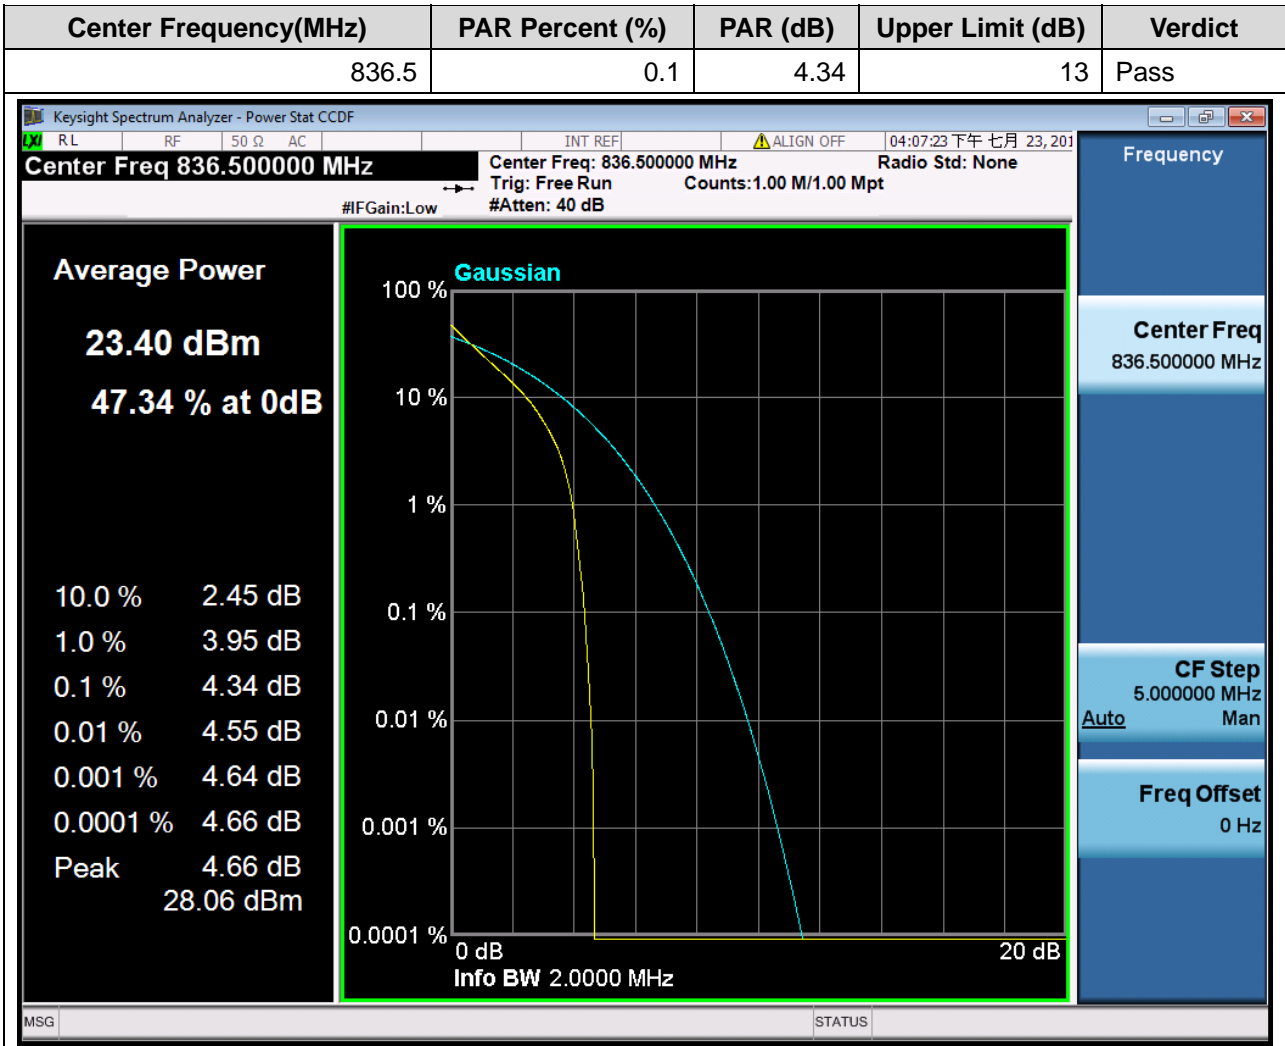 Center Frequency(MHz) PAR Percent (%) PAR (dB) Upper Limit (dB) Verdict
836.5 0.1 4.34 13 Pass
Keysight Spectrum Analyzer - Power Stat CCDF
LXI RL RF 50 Ω AC INT REF ALIGN OFF 04:07:23 下午 七月 23, 201
Center Freq 836.500000 MHz
Center Freq: 836.500000 MHz Radio Std: None
Trig: Free Run Counts:1.00 M/1.00 Mpt
#IFGain:Low #Atten: 40 dB
Frequency
Average Power
23.40 dBm
47.34 % at 0dB
10.0 % 2.45 dB
1.0 % 3.95 dB
0.1 % 4.34 dB
0.01 % 4.55 dB
0.001 % 4.64 dB
0.0001 % 4.66 dB
Peak 4.66 dB
28.06 dBm
Gaussian
100 %
10 %
1 %
0.1 %
0.01 %
0.001 %
0.0001 %
0 dB 20 dB
Info BW 2.0000 MHz
Center Freq
836.500000 MHz
CF Step
5.000000 MHz
Auto Man
Freq Offset
0 Hz
MSG STATUS